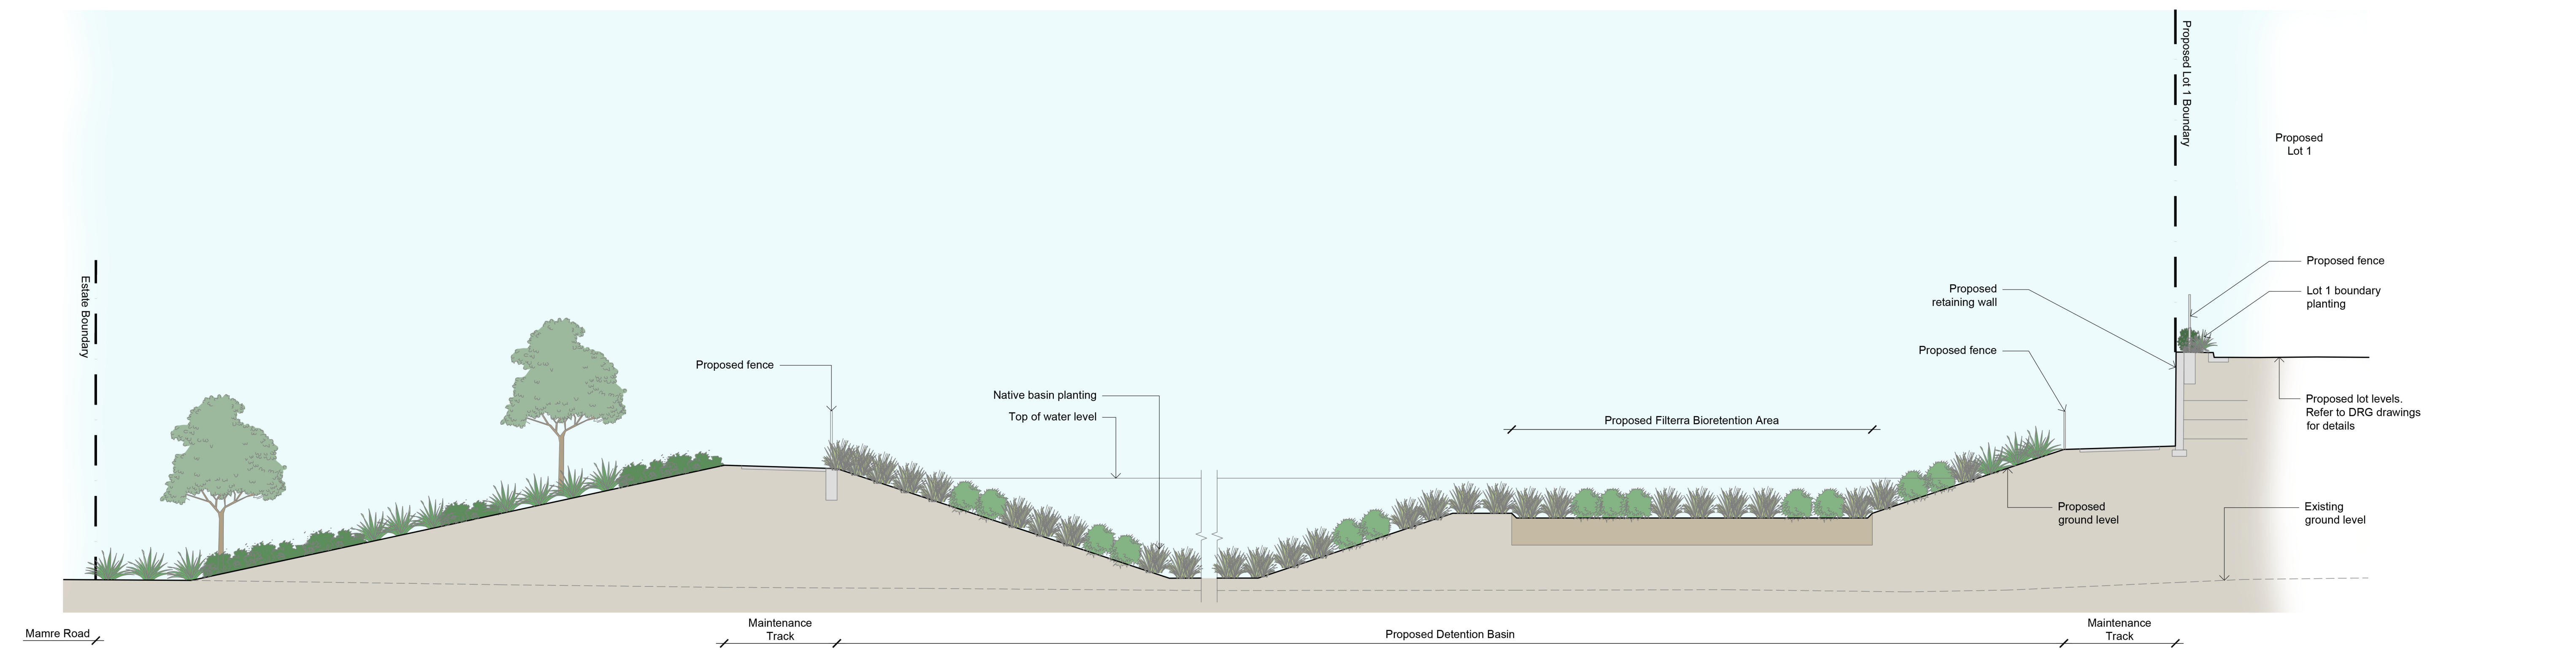 Proposed Lot 1 Boundary
Proposed
Lot 1
Estate Boundary
Proposed fence
Lot 1 boundary
planting
Proposed
retaining wall
Proposed fence
Proposed fence
Native basin planting
Top of water level
Proposed Filterra Bioretention Area
Proposed lot levels.
Refer to DRG drawings
for details
Proposed
ground level
Existing
ground level
Mamre Road
Maintenance
Track
Proposed Detention Basin
Maintenance
Track